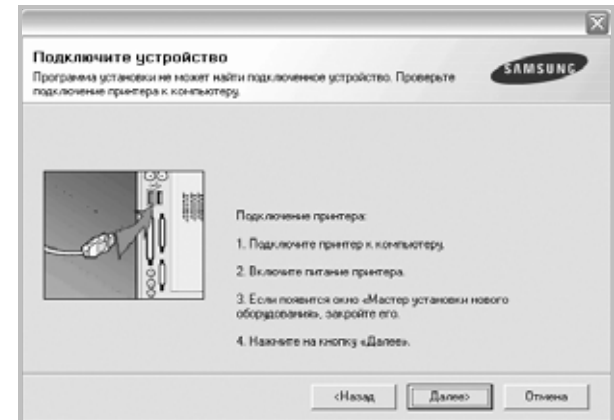 Подключите устройство
Программа установки не может найти подключенное устройство. Проверьте
подключение принтера к компьютеру.
SAMSUNG
Подключение принтера:
1. Подключите принтер к компьютеру.
2. Включите питание принтера.
3. Если появится окно «Мастер установки нового
оборудования», закройте его.
4. Нажмите на кнопку «Далее».
<Назад
Далее>
Отмена